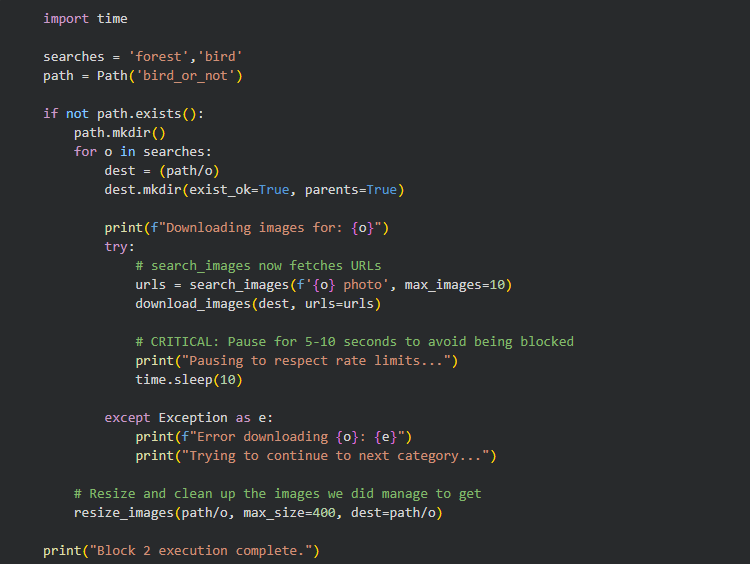 import time

searches = 'forest','bird'
path = Path('bird_or_not')

if not path.exists():
    path.mkdir()
    for o in searches:
        dest = (path/o)
        dest.mkdir(exist_ok=True, parents=True)

        print(f"Downloading images for: {o}")
        try:
            # search_images now fetches URLs
            urls = search_images(f'{o} photo', max_images=10)
            download_images(dest, urls=urls)

            # CRITICAL: Pause for 5-10 seconds to avoid being blocked
            print("Pausing to respect rate limits...")
            time.sleep(10)

        except Exception as e:
            print(f"Error downloading {o}: {e}")
            print("Trying to continue to next category...")

    # Resize and clean up the images we did manage to get
    resize_images(path/o, max_size=400, dest=path/o)

print("Block 2 execution complete.")